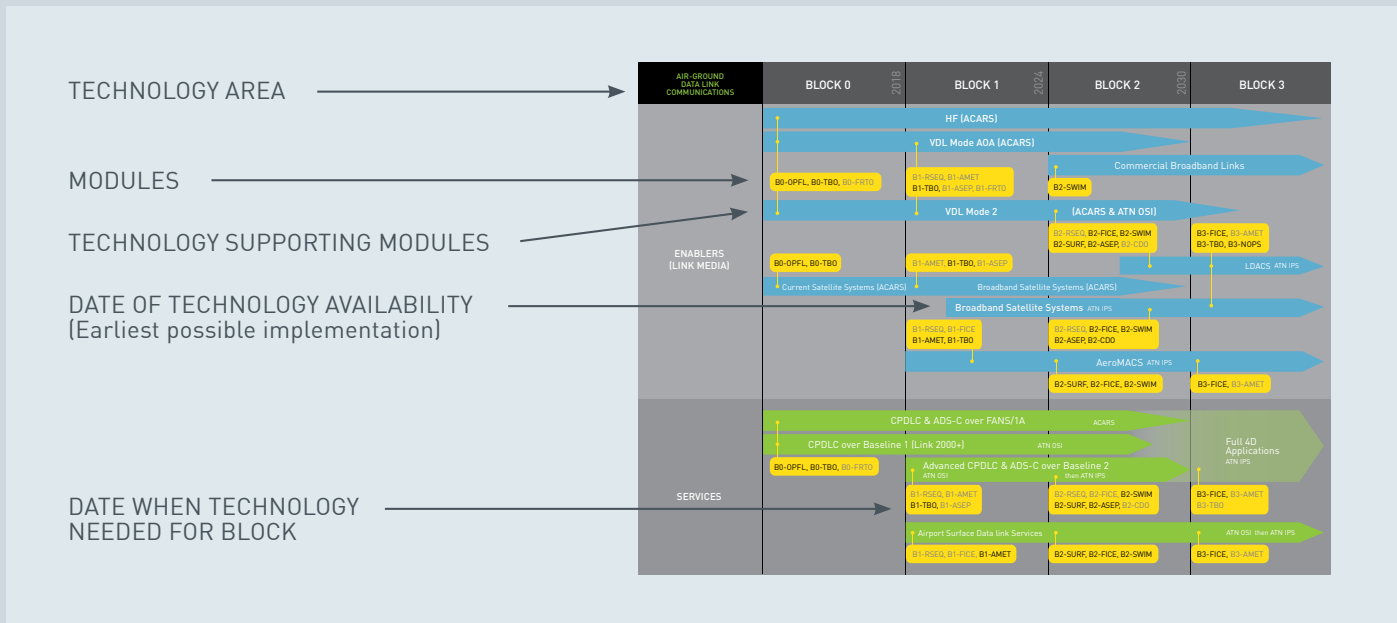 TECHNOLOGY AREA
MODULES
TECHNOLOGY SUPPORTING MODULES
DATE OF TECHNOLOGY AVAILABILITY
(Earliest possible implementation)
DATE WHEN TECHNOLOGY
NEEDED FOR BLOCK
AIR-GROUND
DATA LINK
COMMUNICATIONS
BLOCK 0
2018
BLOCK 1
2024
BLOCK 2
2030
BLOCK 3
ENABLERS
(LINK MEDIA)
HF (ACARS)
VDL Mode AOA (ACARS)
Commercial Broadband Links
B0-OPFL, B0-TBO, B0-FRTO
B1-RSEQ, B1-AMET
B1-TBO, B1-ASEP, B1-FRTO
B2-SWIM
VDL Mode 2 (ACARS & ATN OSI)
B2-RSEQ, B2-FICE, B2-SWIM
B2-SURF, B2-ASEP, B2-CDO
B3-FICE, B3-AMET
B3-TBO, B3-NOPS
B0-OPFL, B0-TBO
B1-AMET, B1-TBO, B1-ASEP
LDACS ATN IPS
Current Satellite Systems (ACARS)
Broadband Satellite Systems (ACARS)
Broadband Satellite Systems ATN IPS
B1-RSEQ, B1-FICE
B1-AMET, B1-TBO
B2-RSEQ, B2-FICE, B2-SWIM
B2-ASEP, B2-CDO
AeroMACS ATN IPS
B2-SURF, B2-FICE, B2-SWIM
B3-FICE, B3-AMET
SERVICES
CPDLC & ADS-C over FANS/1A ACARS
CPDLC over Baseline 1 (Link 2000+) ATN OSI
Full 4D
Applications
ATN IPS
B0-OPFL, B0-TBO, B0-FRTO
Advanced CPDLC & ADS-C over Baseline 2
ATN OSI then ATN IPS
B1-RSEQ, B1-AMET
B1-TBO, B1-ASEP
B2-RSEQ, B2-FICE, B2-SWIM
B2-SURF, B2-ASEP, B2-CDO
B3-FICE, B3-AMET
B3-TBO
Airport Surface Data link Services ATN OSI then ATN IPS
B1-RSEQ, B1-FICE, B1-AMET
B2-SURF, B2-FICE, B2-SWIM
B3-FICE, B3-AMET